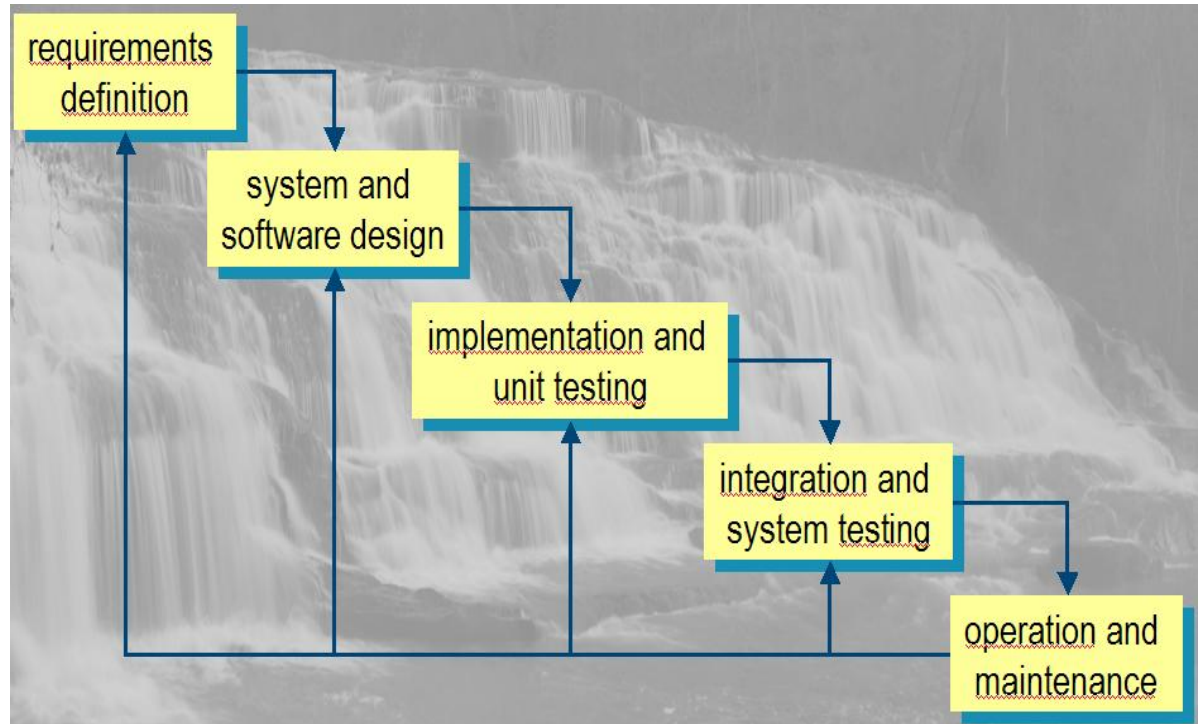 requirements
definition
system and
software design
implementation and
unit testing
integration and
system testing
operation and
maintenance